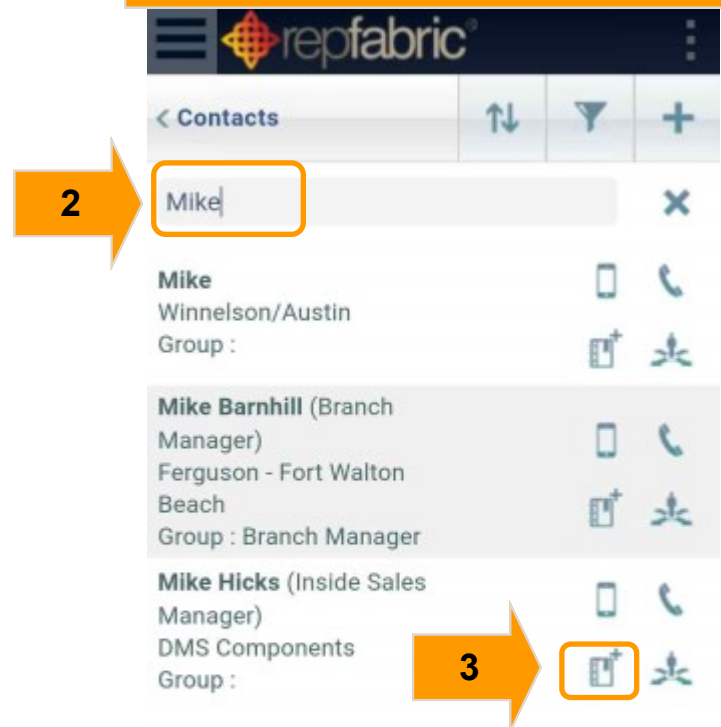 repfabric®
< Contacts
2
Mike
Mike
Winnelson/Austin
Group :
Mike Barnhill (Branch
Manager)
Ferguson - Fort Walton
Beach
Group : Branch Manager
Mike Hicks (Inside Sales
Manager)
DMS Components
3
Group :